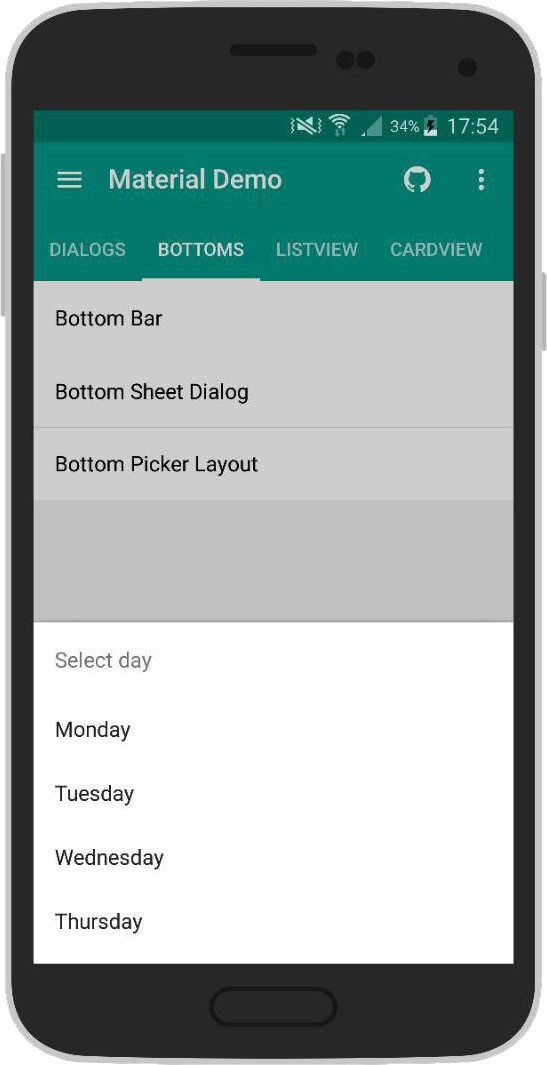 34% 17:54
Material Demo
DIALOGS BOTTOMS LISTVIEW CARDVIEW
Bottom Bar
Bottom Sheet Dialog
Bottom Picker Layout
Select day
Monday
Tuesday
Wednesday
Thursday